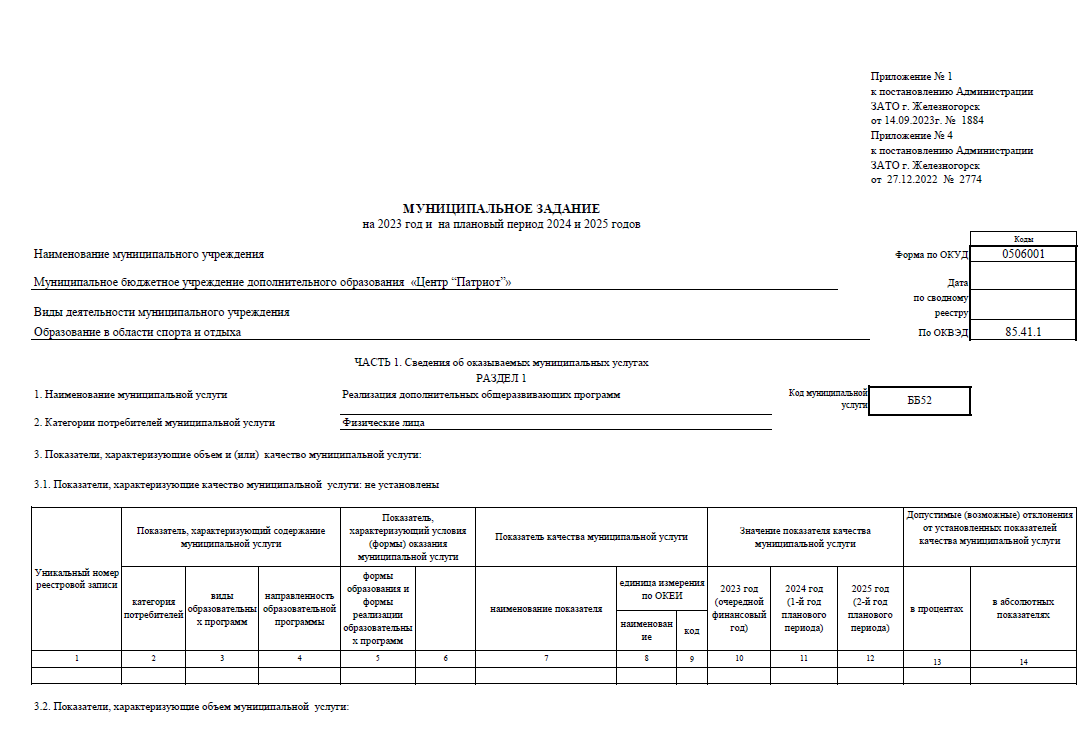 Приложение № 1
к постановлению Администрации
ЗАТО г. Железногорск
от 14.09.2023г. № 1884
Приложение № 4
к постановлению Администрации
ЗАТО г. Железногорск
от 27.12.2022 № 2774
МУНИЦИПАЛЬНОЕ ЗАДАНИЕ
на 2023 год и на плановый период 2024 и 2025 годов
Коды
Наименование муниципального учреждения
Форма по ОКУД
0506001
Муниципальное бюджетное учреждение дополнительного образования «Центр “Патриот”»
Дата
по сводному
реестру
Виды деятельности муниципального учреждения
Образование в области спорта и отдыха
По ОКВЭД
85.41.1
ЧАСТЬ 1. Сведения об оказываемых муниципальных услугах
РАЗДЕЛ 1
1. Наименование муниципальной услуги
Реализация дополнительных общеразвивающих программ
Код муниципальной
услуги
ББ52
2. Категории потребителей муниципальной услуги
Физические лица
3. Показатели, характеризующие объем и (или) качество муниципальной услуги:
3.1. Показатели, характеризующие качество муниципальной услуги: не установлены
Уникальный номер
реестровой записи
Показатель, характеризующий содержание
муниципальной услуги
Показатель,
характеризующий условия
(формы) оказания
муниципальной услуги
Показатель качества муниципальной услуги
Значение показателя качества
муниципальной услуги
Допустимые (возможные) отклонения
от установленных показателей
качества муниципальной услуги
категория
потребителей
виды
образовательны
х программ
направленность
образовательной
программы
формы
образования и
формы
реализации
образовательны
х программ
наименование показателя
единица измерения
по ОКЕИ
наименован
ие
код
2023 год
(очередной
финансовый
год)
2024 год
(1-й год
планового
периода)
2025 год
(2-й год
планового
периода)
в процентах
в абсолютных
показателях
1 2 3 4 5 6 7 8 9 10 11 12 13 14
3.2. Показатели, характеризующие объем муниципальной услуги: